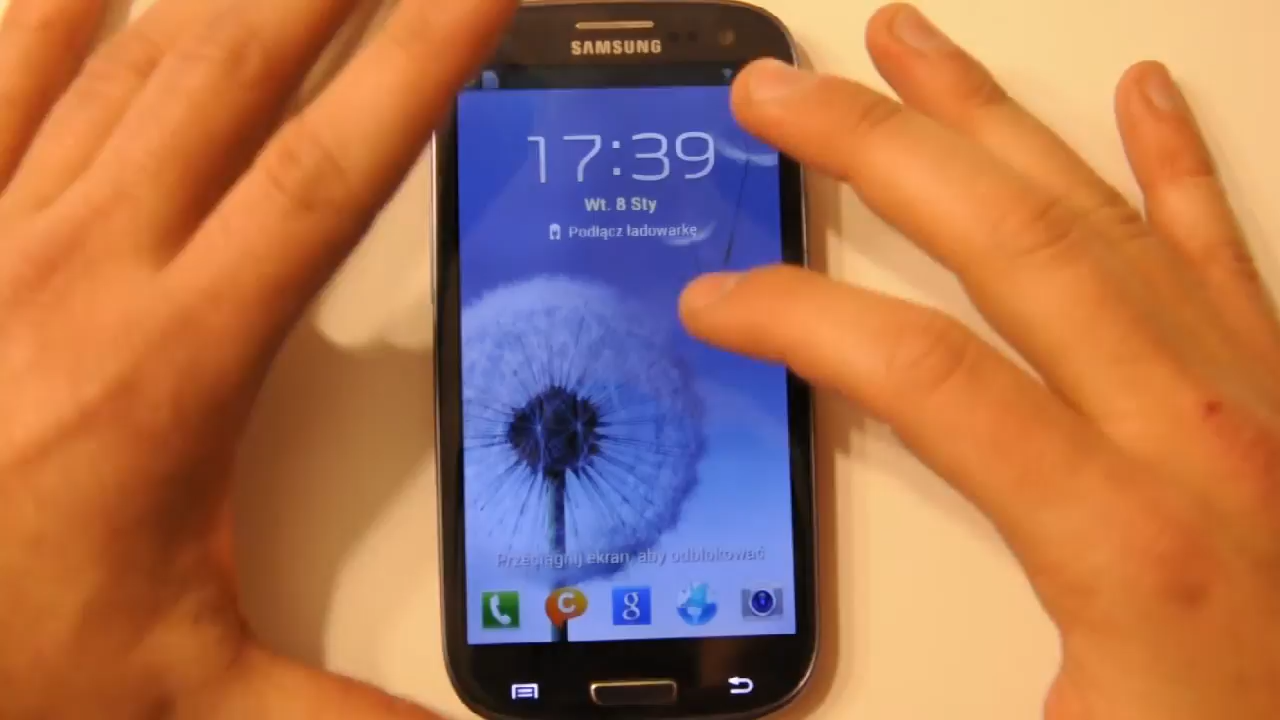 SAMSUNG
17:39
Wt. 8 Sty
Podłącz ładowarkę
Przeciągnij ekran, aby odblokować
C
g